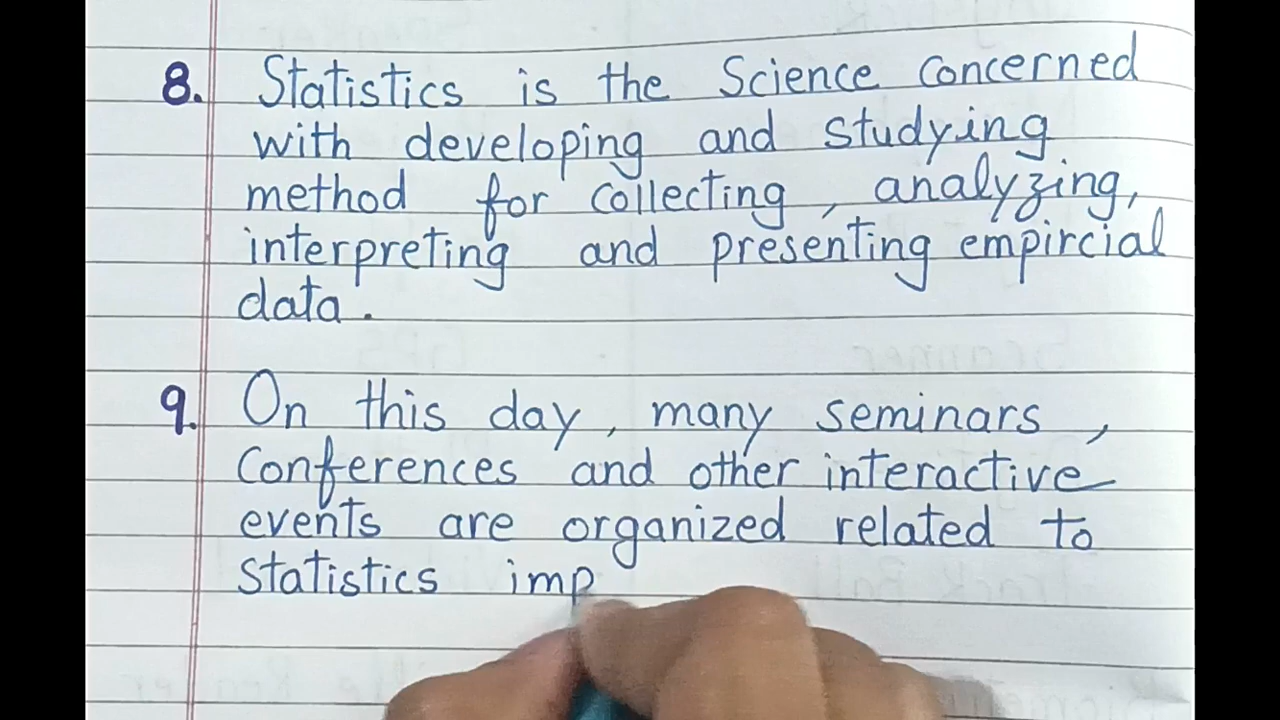 8. Statistics is the Science concerned
with developing and studying
method for collecting, analyzing,
interpreting and presenting empircial
data.
9. On this day, many seminars,
Conferences and other interactive
events are organized related to
Statistics imp